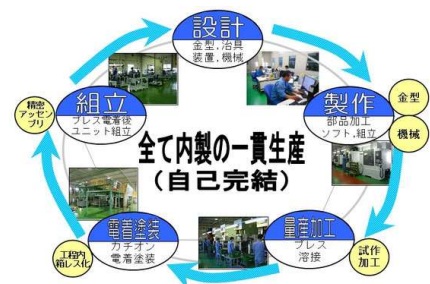 設計
金型,治具
装置,機械
製作
部品加工
ソフト,組立
金型
機械
試作
加工
量産加工
プレス
溶接
電着塗装
カチオン
電着塗装
工程内
箱レス化
組立
プレス電着後
ユニット組立
精密
アッセン
ブリ
全て内製の一貫生産
(自己完結)